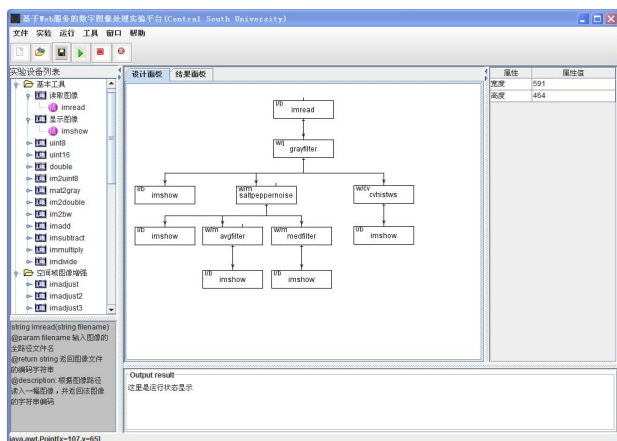 基于Web服务的数字图像处理实验平台(Central South University)
文件 实验 运行 工具 窗口 帮助
实验设备列表
基本工具
读取图像
imread
显示图像
imshow
uint8
uint16
double
im2uint8
mat2gray
im2double
im2bw
imadd
imsubtract
immultiply
imdivide
空间域图像增强
imadjust
imadjust2
imadjust3
string imread(string filename)
@param filename 输入图像的
全路径文件名
@return string 返回图像文件
的编码字符串
@description: 根据图像路径
读入一幅图像，并返回该图像
的字符串编码
java.awt.Point[x=107,y=65]
设计面板 结果面板
l/b
imread
w/j
grayfilter
l/b
imshow
w/m
saltpeppernoise
w/cv
cvhistws
l/b
imshow
w/m
avgfilter
w/m
medfilter
l/b
imshow
l/b
imshow
l/b
imshow
Output result
这里是运行状态显示
属性 属性值
宽度 591
高度 464